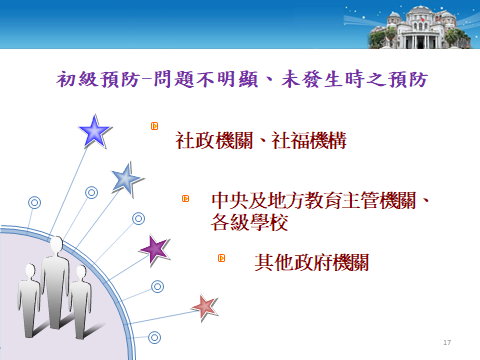 初級預防-問題不明顯、未發生時之預防
社政機關、社福機構
中央及地方教育主管機關、
各級學校
其他政府機關
17